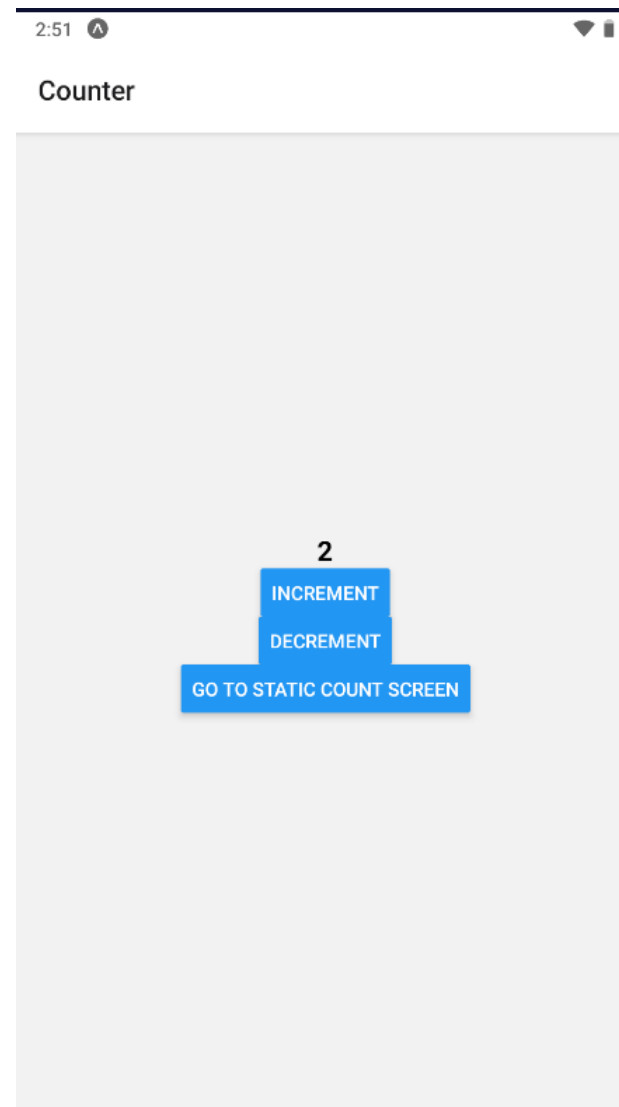 2:51
Counter
2
INCREMENT
DECREMENT
GO TO STATIC COUNT SCREEN